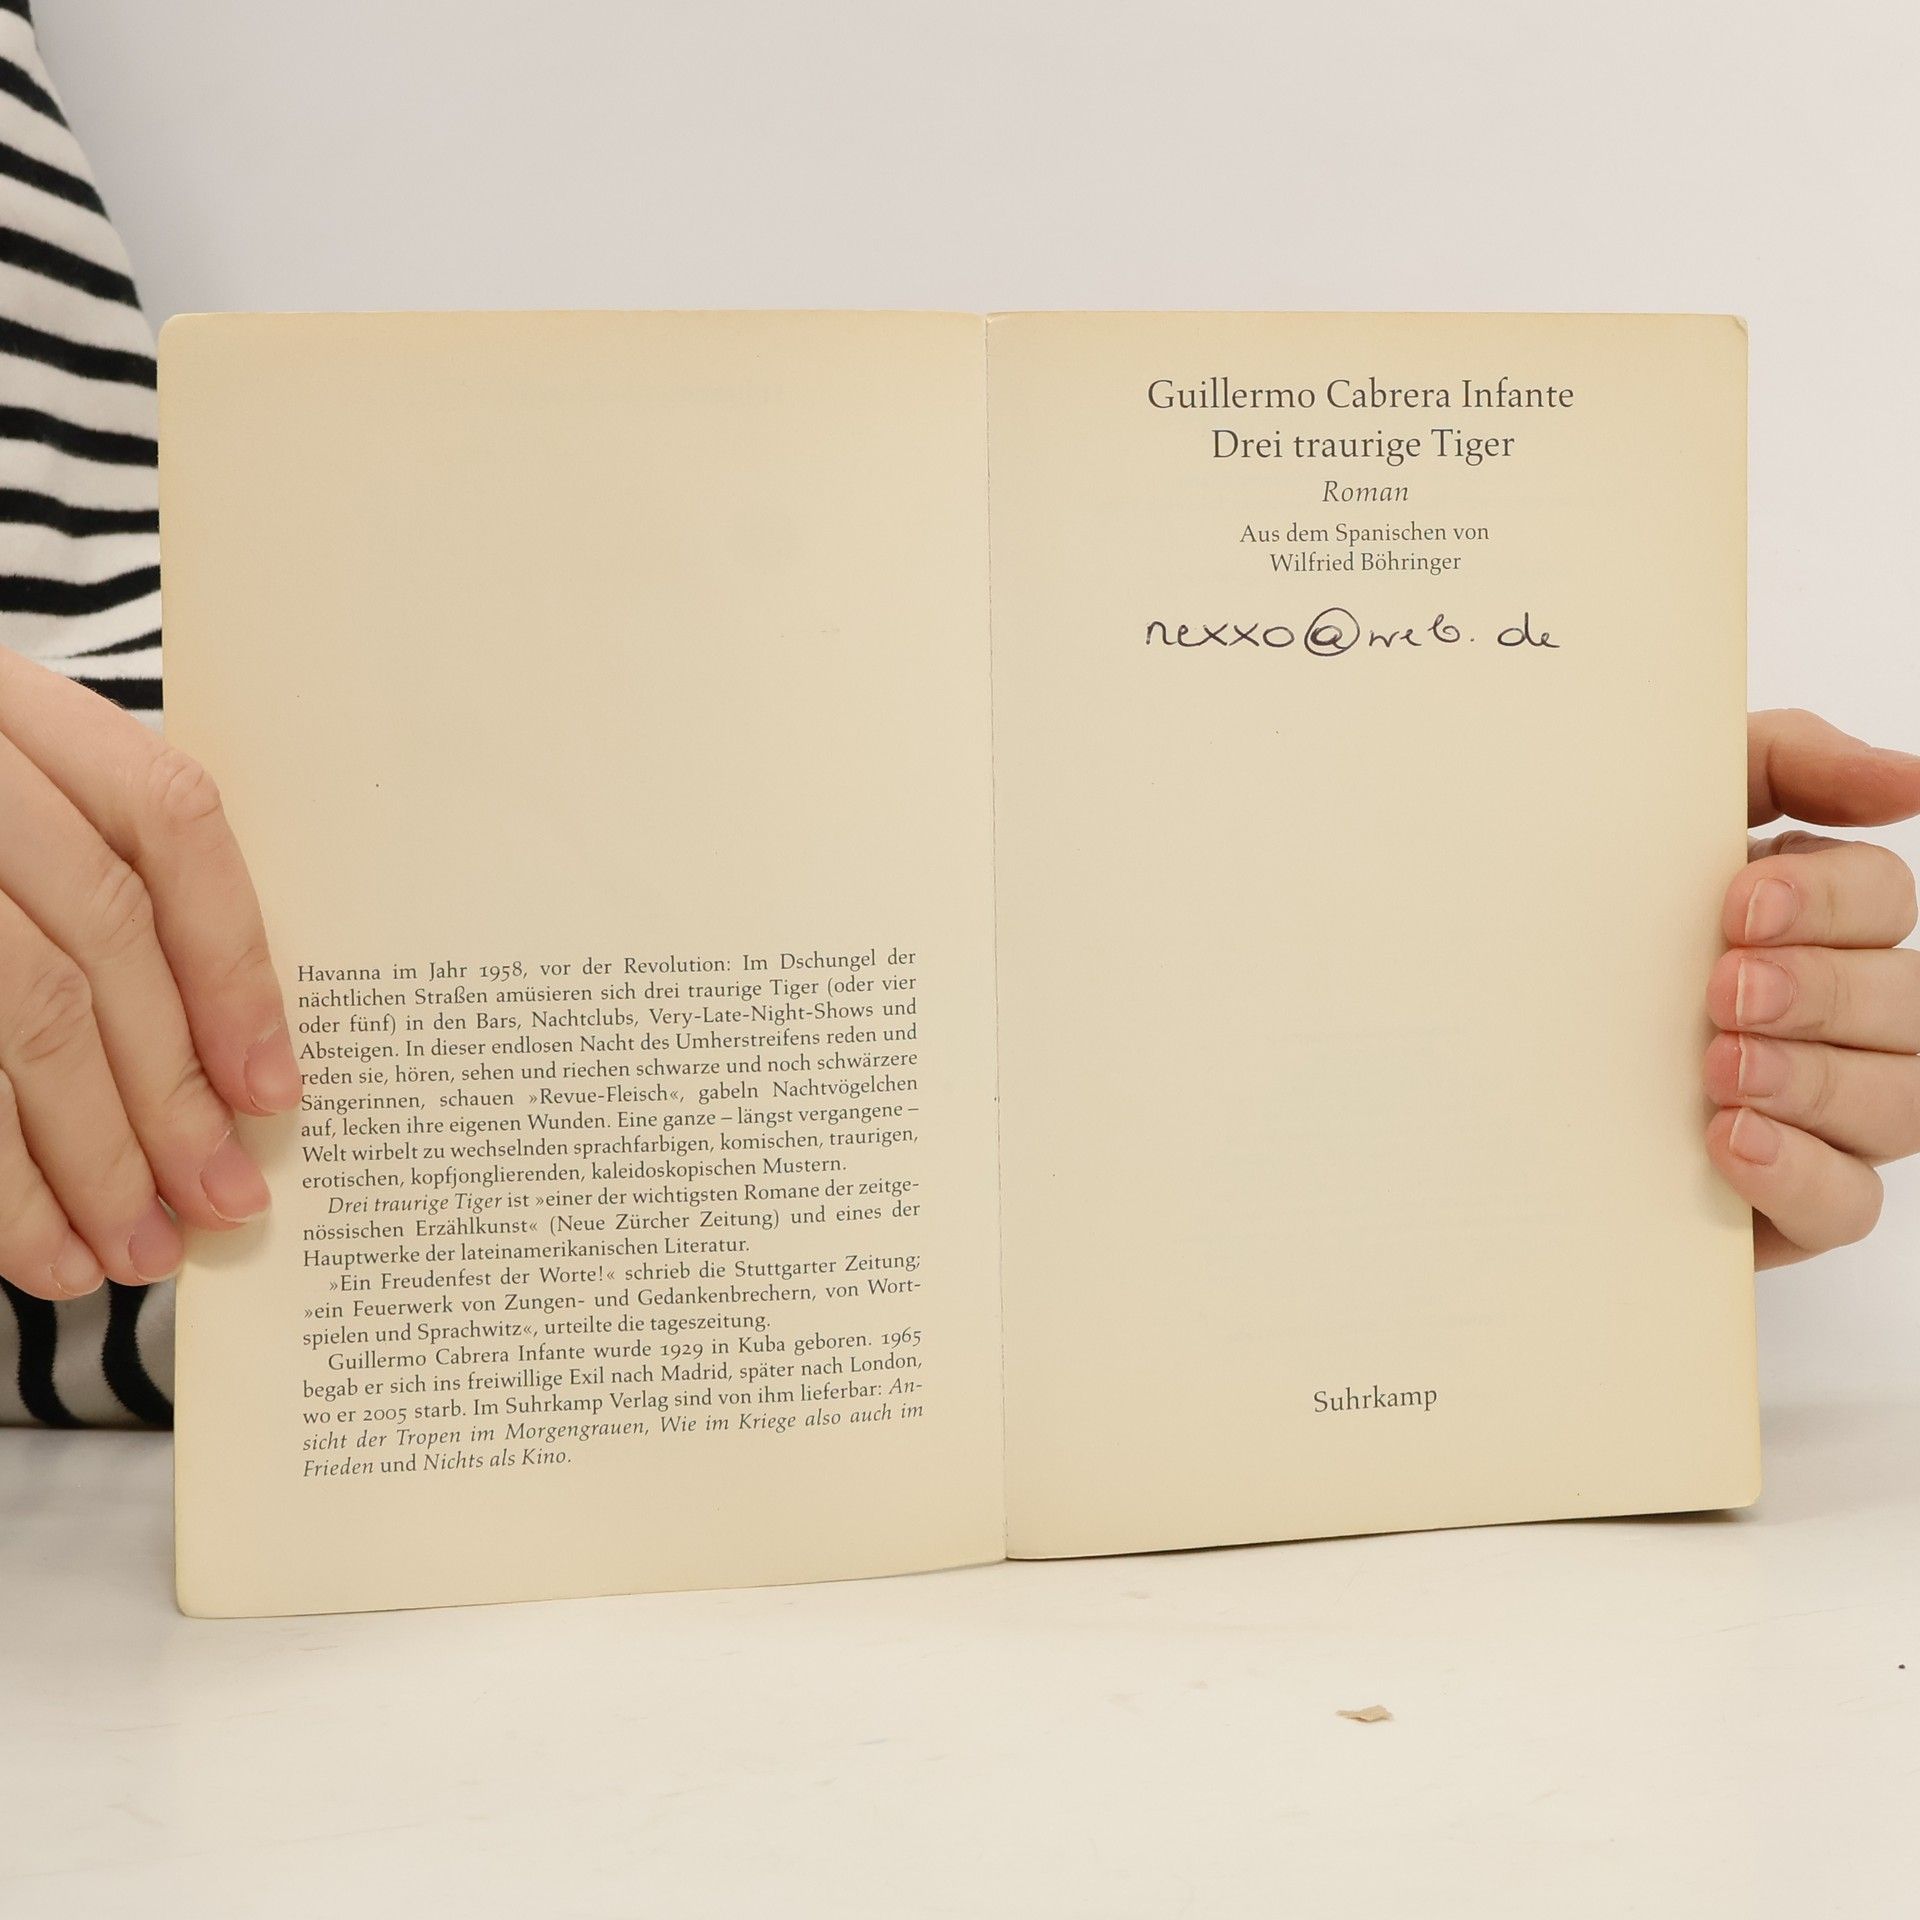 Havanna im Jahr 1958, vor der Revolution: Im Dschungel der
nächtlichen Straßen amüsieren sich drei traurige Tiger (oder vier
oder fünf) in den Bars, Nachtclubs, Very-Late-Night-Shows und
Absteigen. In dieser endlosen Nacht des Umherstreifens reden und
reden sie, hören, sehen und riechen schwarze und noch schwärzere
Sängerinnen, schauen »Revue-Fleisch«, gabeln Nachtvögelchen
auf, lecken ihre eigenen Wunden. Eine ganze – längst vergangene –
Welt wirbelt zu wechselnden sprachfarbigen, komischen, traurigen,
erotischen, kopfjonglierenden, kaleidoskopischen Mustern.
Drei traurige Tiger ist »einer der wichtigsten Romane der zeitge-
nössischen Erzählkunst« (Neue Zürcher Zeitung) und eines der
Hauptwerke der lateinamerikanischen Literatur.
»Ein Freudenfest der Worte!« schrieb die Stuttgarter Zeitung;
»ein Feuerwerk von Zungen- und Gedankenbrechern, von Wort-
spielen und Sprachwitz«, urteilte die tageszeitung.
Guillermo Cabrera Infante wurde 1929 in Kuba geboren. 1965
begab er sich ins freiwillige Exil nach Madrid, später nach London,
wo er 2005 starb. Im Suhrkamp Verlag sind von ihm lieferbar: An-
sicht der Tropen im Morgengrauen, Wie im Kriege also auch im
Frieden und Nichts als Kino.
Guillermo Cabrera Infante
Drei traurige Tiger
Roman
Aus dem Spanischen von
Wilfried Böhringer
nexxo@web.de
Suhrkamp